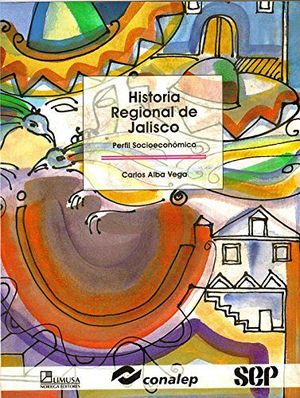 Historia
Regional de
Jalisco
Perfil Socioeconómico
Carlos Alba Vega
LIMUSA
NORIEGA EDITORES
conalep
SEP